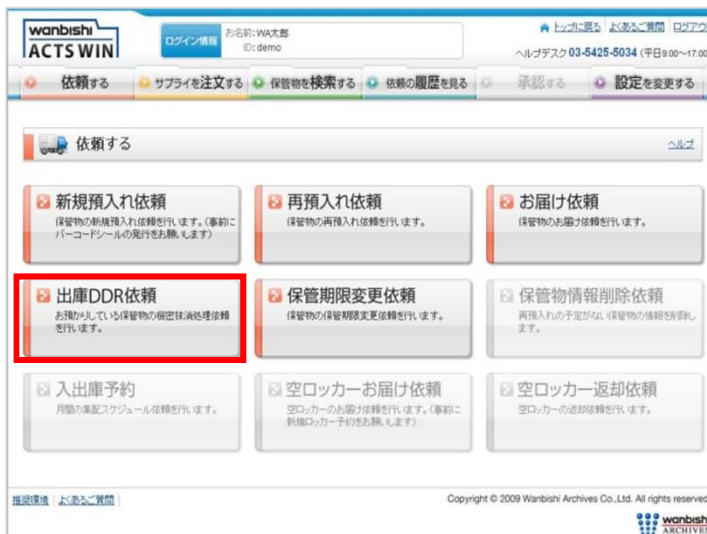 wanbishi
ACTS WIN
ログイン情報
お名前:WA太郎
ID:demo
トップに戻る よくあるご質問 ログアウ
ヘルプデスク 03-5425-5034 (平日9:00〜17:00
依頼する サプライを注文する 保管物を検索する 依頼の履歴を見る 承認する 設定を変更する
依頼する
ヘルプ
新規預入れ依頼
保管物の新規預入れ依頼を行います。(事前に
バーコードシールの発行をお願いします)
再預入れ依頼
保管物の再預入れ依頼を行います。
お届け依頼
保管物のお届け依頼を行います。
出庫DDR依頼
お預かりしている保管物の機密抹消処理依頼
を行います。
保管期限変更依頼
保管物の保管期限変更依頼を行います。
保管物情報削除依頼
再預入れの予定がない保管物の情報を削除し
ます。
入出庫予約
月間の集配スケジュール依頼を行います。
空ロッカーお届け依頼
空ロッカーのお届け依頼を行います。(事前に
新規ロッカー予約をお願いします)
空ロッカー返却依頼
空ロッカーの返却依頼を行います。
推奨環境 よくあるご質問
Copyright © 2009 Wanbishi Archives Co.,Ltd. All rights reserved
wanbish
ARCHIVES